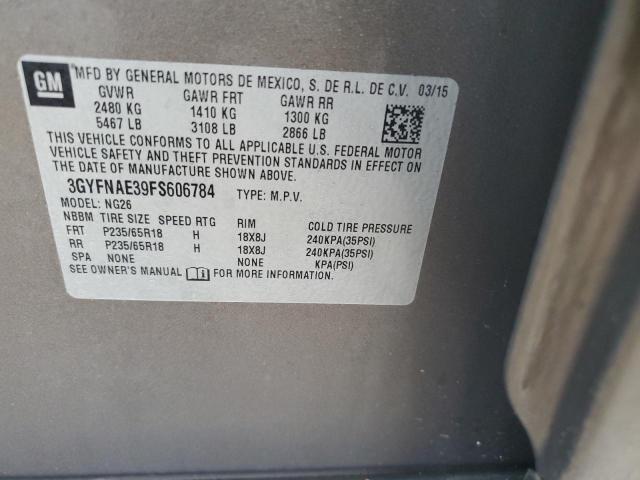 GM MFD BY GENERAL MOTORS DE MEXICO, S. DE R.L. DE C.V. 03/15
GVWR GAWR FRT GAWR RR
2480 KG 1410 KG 1300 KG
5467 LB 3108 LB 2866 LB
THIS VEHICLE CONFORMS TO ALL APPLICABLE U.S. FEDERAL MOTOR
VEHICLE SAFETY AND THEFT PREVENTION STANDARDS IN EFFECT ON
THE DATE OF MANUFACTURE SHOWN ABOVE.
3GYFNAE39FS606784 TYPE: M.P.V.
MODEL: NG26
NBBM TIRE SIZE SPEED RTG RIM COLD TIRE PRESSURE
FRT P235/65R18 H 18X8J 240KPA(35PSI)
RR P235/65R18 H 18X8J 240KPA(35PSI)
SPA NONE NONE KPA(PSI)
SEE OWNER'S MANUAL FOR MORE INFORMATION.